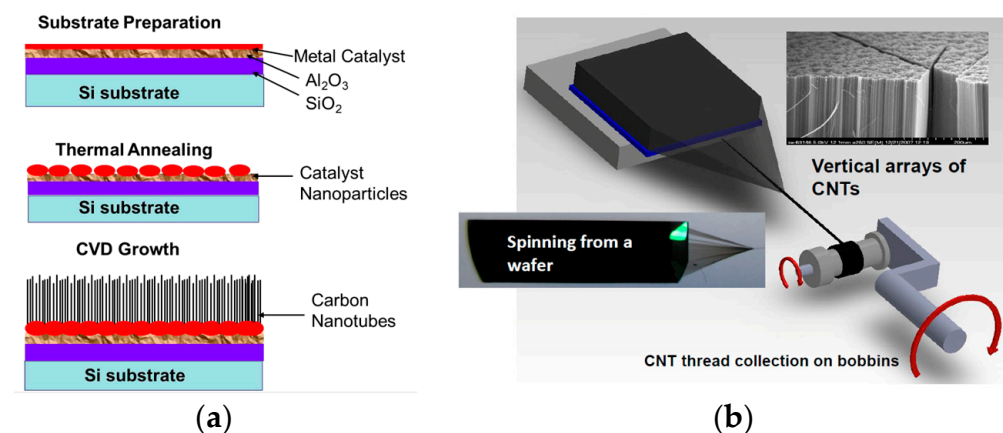 Substrate Preparation
Metal Catalyst
Al₂O₃
SiO₂
Si substrate
Thermal Annealing
Catalyst
Nanoparticles
Si substrate
CVD Growth
Carbon
Nanotubes
Si substrate
(a)
200um
Vertical arrays of
CNTs
Spinning from a
wafer
CNT thread collection on bobbins
(b)